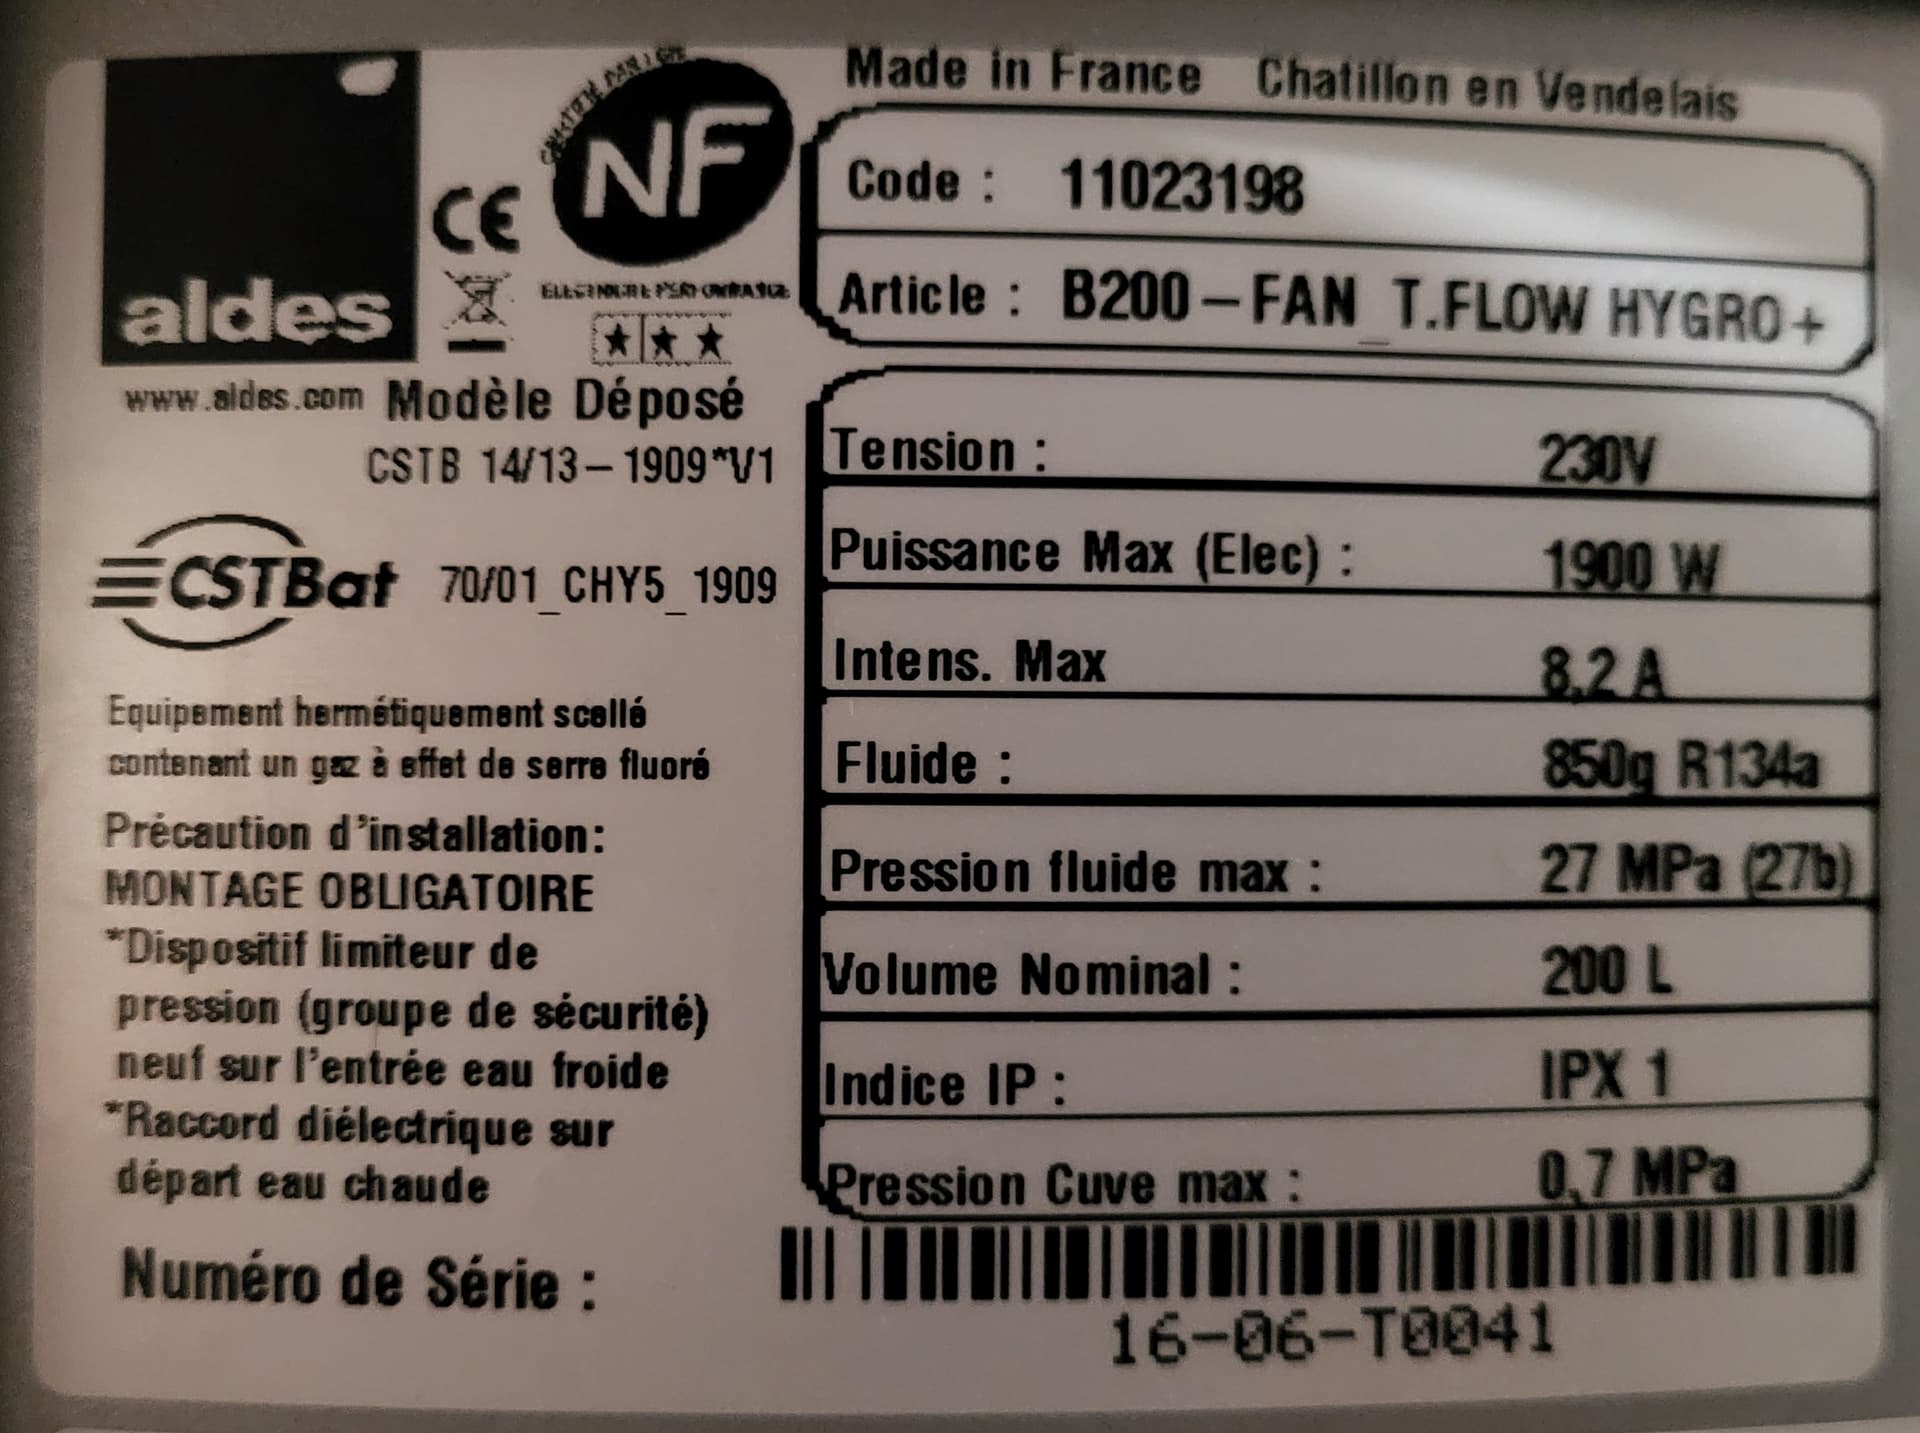 aldes
CE
NF
ELECTRICITE PERFORMANCE
www.aldes.com Modèle Déposé
CSTB 14/13-1909*V1
CSTBat 70/01_CHY5_1909
Equipement hermétiquement scellé
contenant un gaz à effet de serre fluoré
Précaution d'installation:
MONTAGE OBLIGATOIRE
*Dispositif limiteur de
pression (groupe de sécurité)
neuf sur l'entrée eau froide
*Raccord diélectrique sur
départ eau chaude
Made in France Chatillon en Vendelais
Code : 11023198
Article : B200-FAN_T.FLOW HYGRO+
Tension : 230V
Puissance Max (Elec) : 1900 W
Intens. Max 8,2 A
Fluide : 850g R134a
Pression fluide max : 27 MPa (27b)
Volume Nominal : 200 L
Indice IP : IPX 1
Pression Cuve max : 0,7 MPa
Numéro de Série :
16-06-T0041